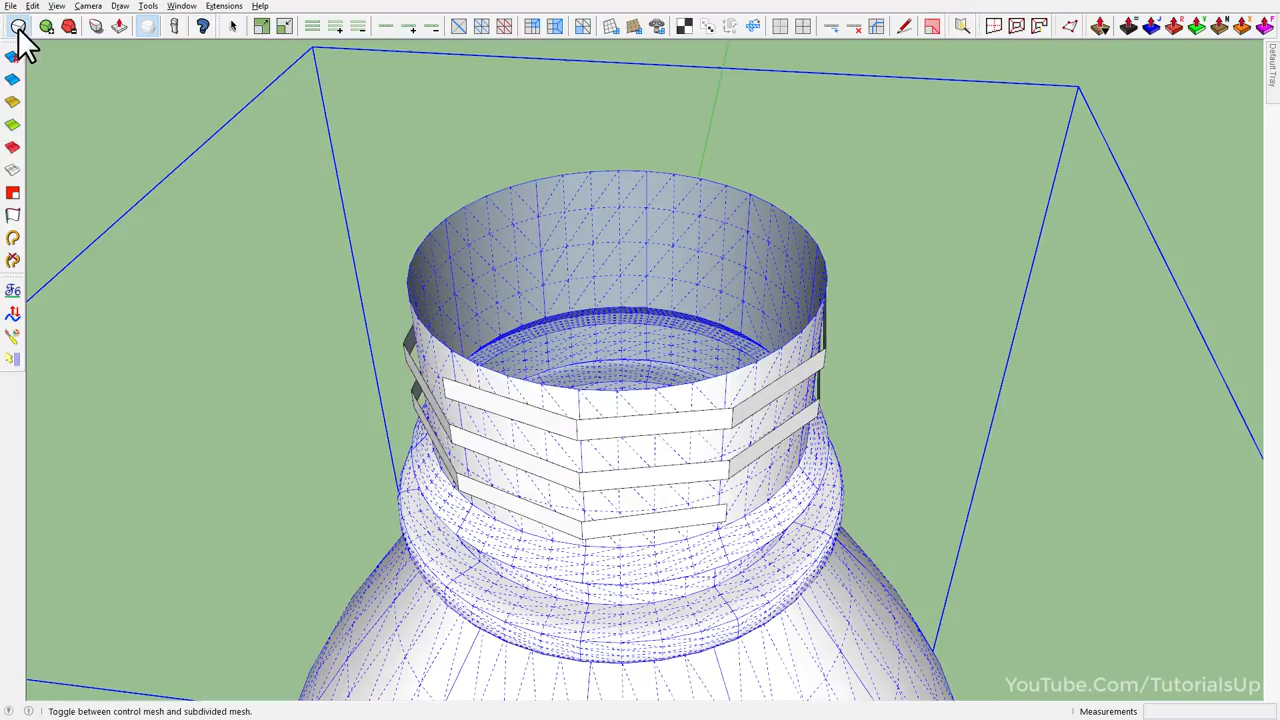 File Edit View Camera Draw Tools Window Extensions Help
Default Tray
F6
YouTube.Com/TutorialsUp
Toggle between control mesh and subdivided mesh. Measurements